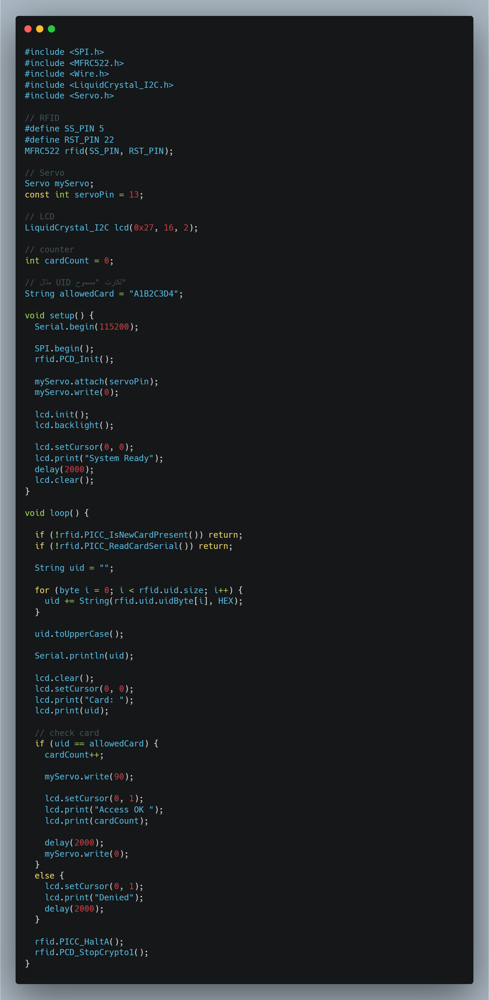 #include <SPI.h>
#include <MFRC522.h>
#include <Wire.h>
#include <LiquidCrystal_I2C.h>
#include <Servo.h>
// RFID
#define SS_PIN 5
#define RST_PIN 22
MFRC522 rfid(SS_PIN, RST_PIN);
// Servo
Servo myServo;
const int servoPin = 13;
// LCD
LiquidCrystal_I2C lcd(0x27, 16, 2);
// counter
int cardCount = 0;
// مثال UID لكارت "مسموح"
String allowedCard = "A1B2C3D4";
void setup() {
  Serial.begin(115200);
  SPI.begin();
  rfid.PCD_Init();
  myServo.attach(servoPin);
  myServo.write(0);
  lcd.init();
  lcd.backlight();
  lcd.setCursor(0, 0);
  lcd.print("System Ready");
  delay(2000);
  lcd.clear();
}
void loop() {
  if (!rfid.PICC_IsNewCardPresent()) return;
  if (!rfid.PICC_ReadCardSerial()) return;
  String uid = "";
  for (byte i = 0; i < rfid.uid.size; i++) {
    uid += String(rfid.uid.uidByte[i], HEX);
  }
  uid.toUpperCase();
  Serial.println(uid);
  lcd.clear();
  lcd.setCursor(0, 0);
  lcd.print("Card: ");
  lcd.print(uid);
  // check card
  if (uid == allowedCard) {
    cardCount++;
    myServo.write(90);
    lcd.setCursor(0, 1);
    lcd.print("Access OK ");
    lcd.print(cardCount);
    delay(2000);
    myServo.write(0);
  }
  else {
    lcd.setCursor(0, 1);
    lcd.print("Denied");
    delay(2000);
  }
  rfid.PICC_HaltA();
  rfid.PCD_StopCrypto1();
}